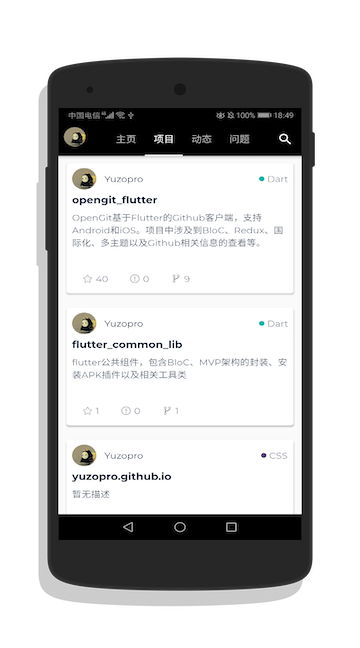 中国电信 4G 100% 18:49
主页 项目 动态 问题
Yuzopro Dart
opengit_flutter
OpenGit基于Flutter的Github客户端，支持
Android和iOS。项目中涉及到BloC、Redux、国
际化、多主题以及Github相关信息的查看等。
40 0 9
Yuzopro Dart
flutter_common_lib
flutter公共组件，包含BloC、MVP架构的封装、安
装APK插件以及相关工具类
1 0 1
Yuzopro CSS
yuzopro.github.io
暂无描述